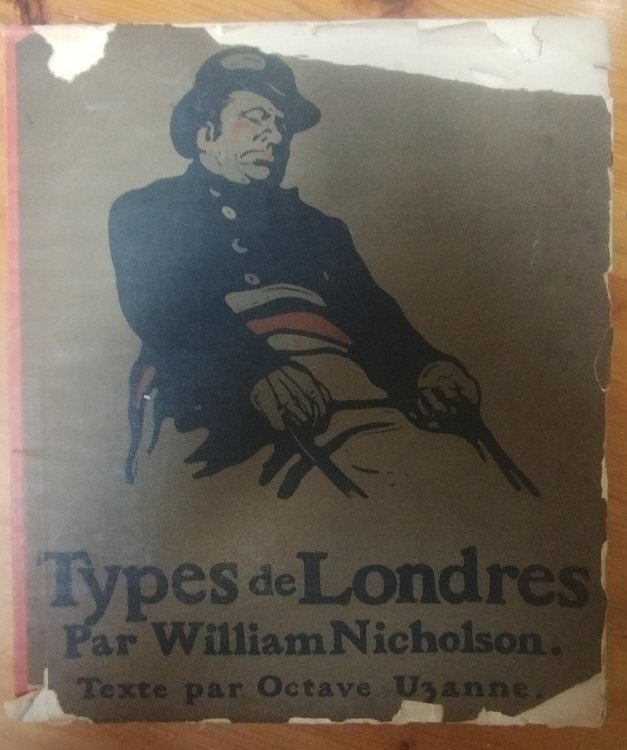 Types de Londres
Par William Nicholson.
Texte par Octave Uzanne.